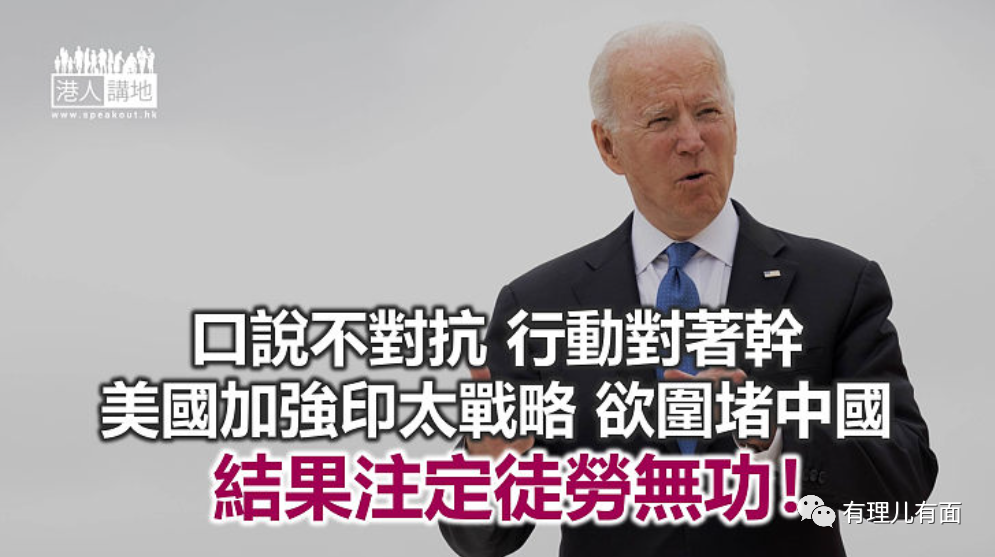 港人講地
www.speakout.hk
口說不對抗 行動對著幹
美國加強印太戰略 欲圍堵中國
結果注定徒勞無功！
有理儿有面